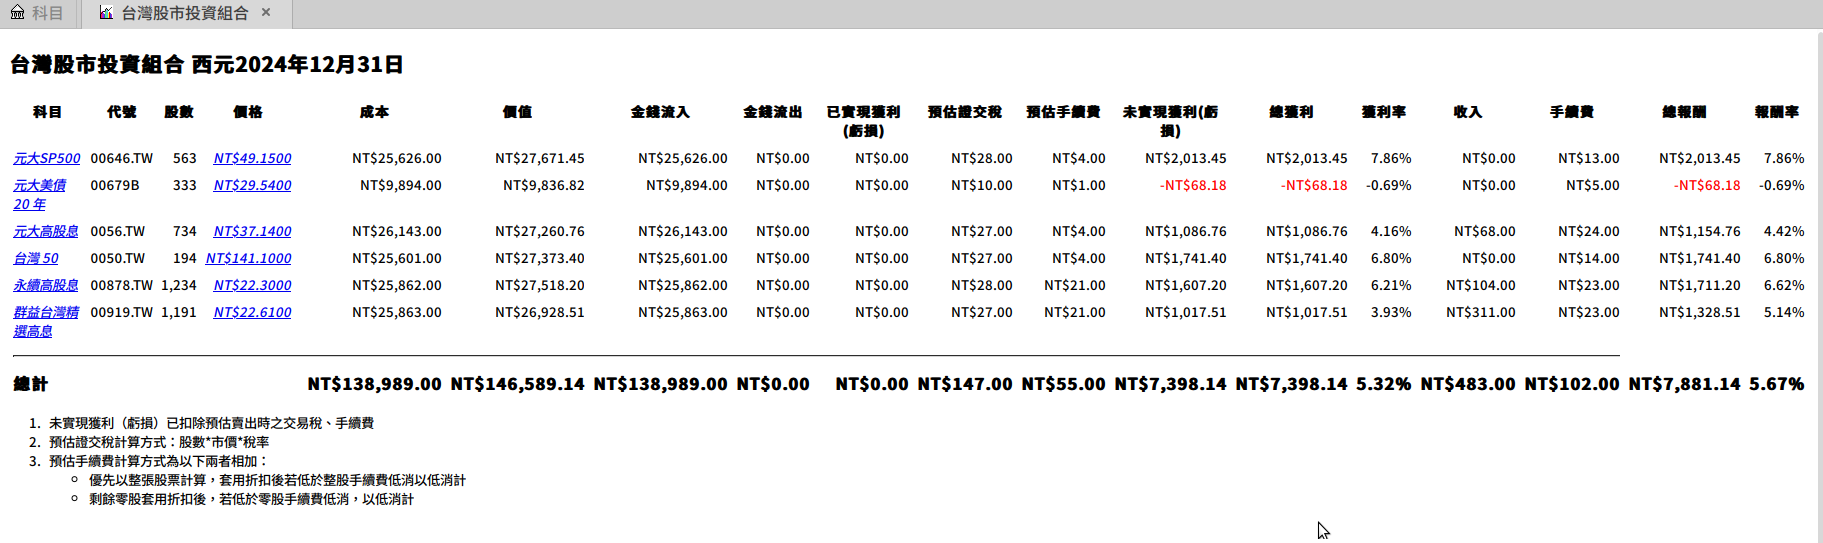 科目 台灣股市投資組合 ×
台灣股市投資組合 西元2024年12月31日
科目 代號 股數 價格 成本 價值 金錢流入 金錢流出 已實現獲利(虧損) 預估證交稅 預估手續費 未實現獲利(虧損) 總獲利 獲利率 收入 手續費 總報酬 報酬率
元大SP500 00646.TW 563 NT$49.1500 NT$25,626.00 NT$27,671.45 NT$25,626.00 NT$0.00 NT$0.00 NT$28.00 NT$4.00 NT$2,013.45 NT$2,013.45 7.86% NT$0.00 NT$13.00 NT$2,013.45 7.86%
元大美債20 年 00679B 333 NT$29.5400 NT$9,894.00 NT$9,836.82 NT$9,894.00 NT$0.00 NT$0.00 NT$10.00 NT$1.00 -NT$68.18 -NT$68.18 -0.69% NT$0.00 NT$5.00 -NT$68.18 -0.69%
元大高股息 0056.TW 734 NT$37.1400 NT$26,143.00 NT$27,260.76 NT$26,143.00 NT$0.00 NT$0.00 NT$27.00 NT$4.00 NT$1,086.76 NT$1,086.76 4.16% NT$68.00 NT$24.00 NT$1,154.76 4.42%
台灣 50 0050.TW 194 NT$141.1000 NT$25,601.00 NT$27,373.40 NT$25,601.00 NT$0.00 NT$0.00 NT$27.00 NT$4.00 NT$1,741.40 NT$1,741.40 6.80% NT$0.00 NT$14.00 NT$1,741.40 6.80%
永續高股息 00878.TW 1,234 NT$22.3000 NT$25,862.00 NT$27,518.20 NT$25,862.00 NT$0.00 NT$0.00 NT$28.00 NT$21.00 NT$1,607.20 NT$1,607.20 6.21% NT$104.00 NT$23.00 NT$1,711.20 6.62%
群益台灣精選高息 00919.TW 1,191 NT$22.6100 NT$25,863.00 NT$26,928.51 NT$25,863.00 NT$0.00 NT$0.00 NT$27.00 NT$21.00 NT$1,017.51 NT$1,017.51 3.93% NT$311.00 NT$23.00 NT$1,328.51 5.14%
總計 NT$138,989.00 NT$146,589.14 NT$138,989.00 NT$0.00 NT$0.00 NT$147.00 NT$55.00 NT$7,398.14 NT$7,398.14 5.32% NT$483.00 NT$102.00 NT$7,881.14 5.67%
1. 未實現獲利（虧損）已扣除預估賣出時之交易稅、手續費
2. 預估證交稅計算方式：股數*市價*稅率
3. 預估手續費計算方式為以下兩者相加：
○ 優先以整張股票計算，套用折扣後若低於整股手續費低消以低消計
○ 剩餘零股套用折扣後，若低於零股手續費低消，以低消計